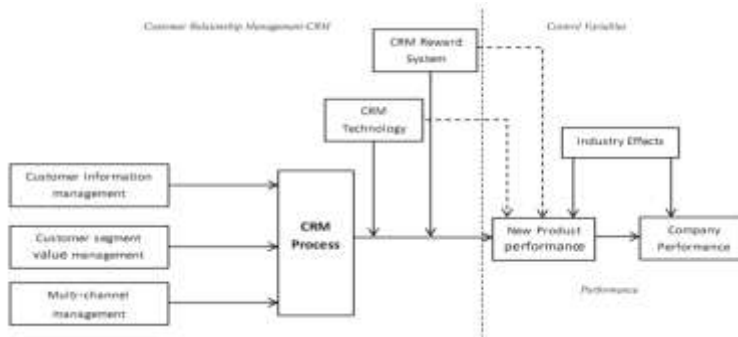 Customer Relationship Management-CRM
Control Variables
CRM Reward
System
CRM
Technology
Industry Effects
Customer Information
management
CRM
Process
Customer segment
value management
New Product
performance
Company
Performance
Multi-channel
management
Performance